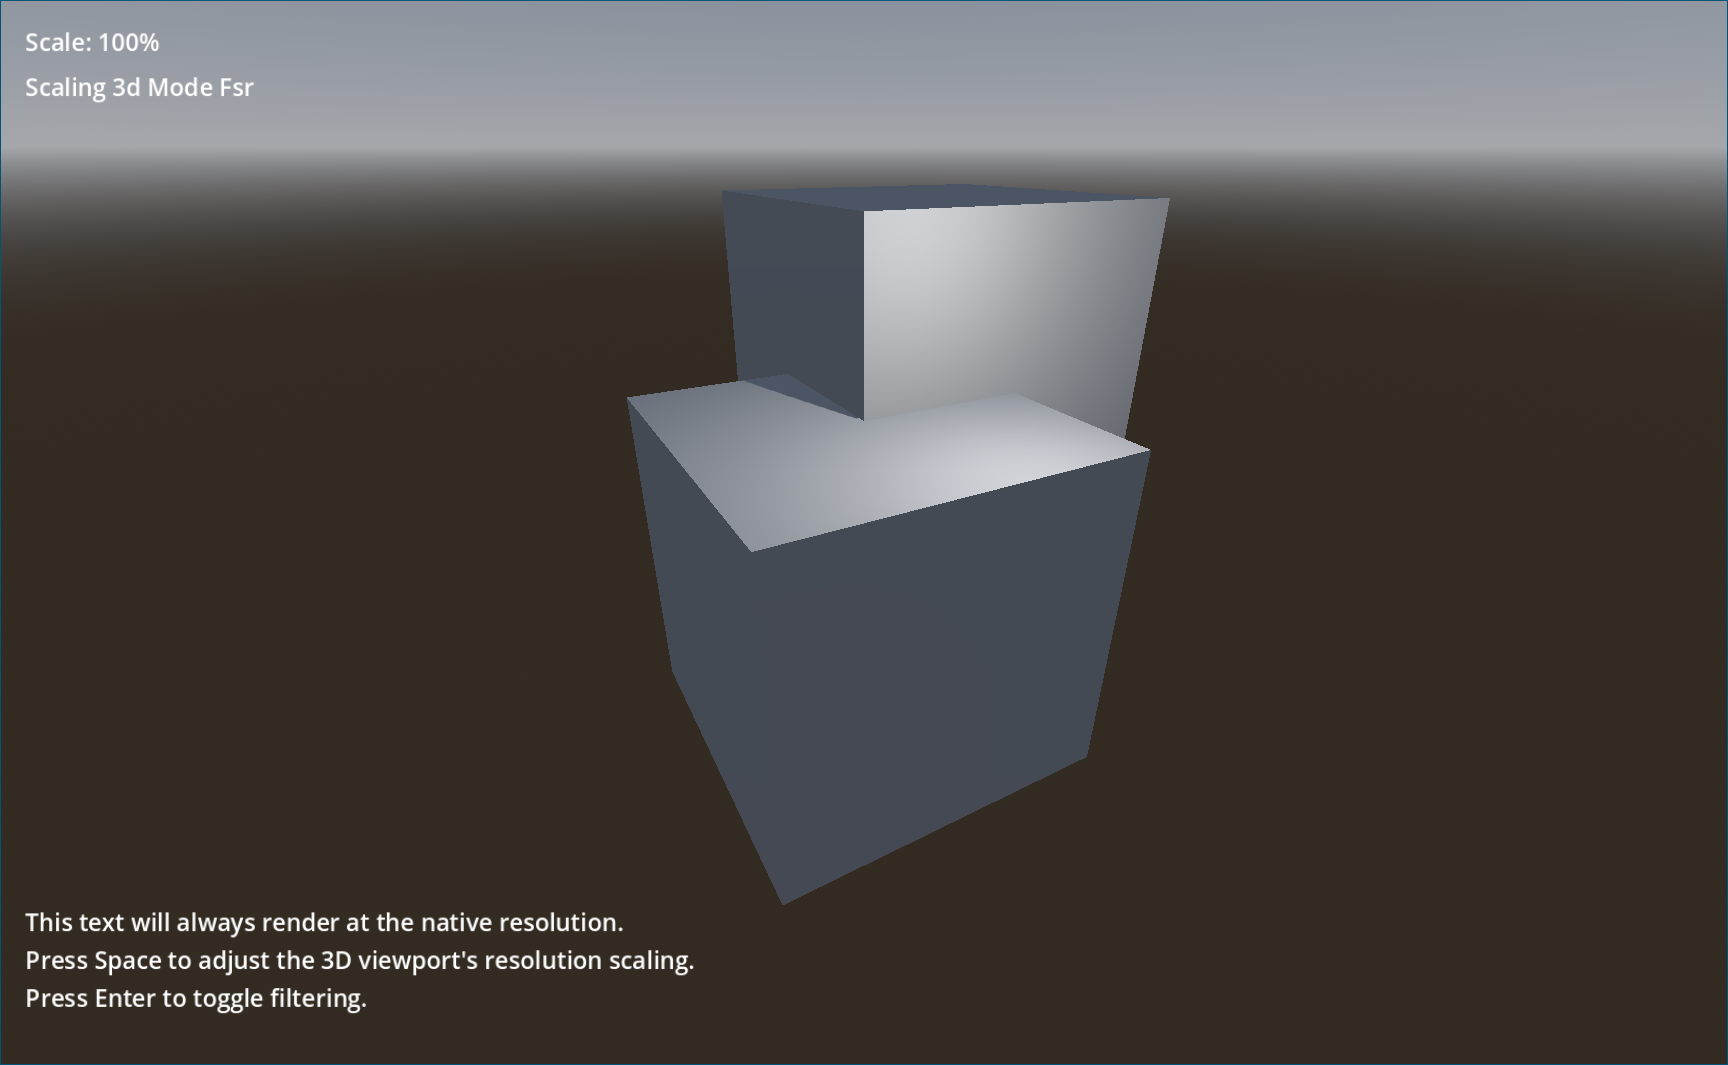 Scale: 100%
Scaling 3d Mode Fsr
This text will always render at the native resolution.
Press Space to adjust the 3D viewport's resolution scaling.
Press Enter to toggle filtering.